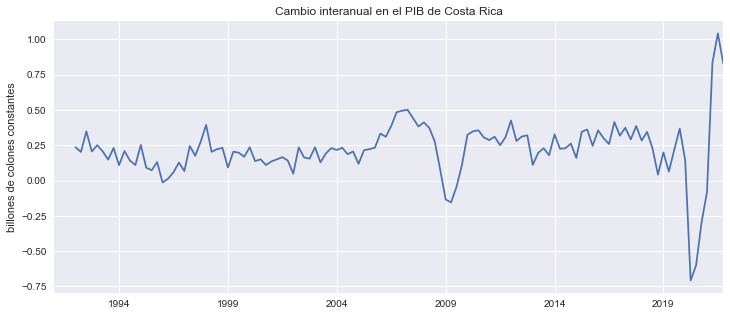 Cambio interanual en el PIB de Costa Rica
billones de colones constantes
1.00
0.75
0.50
0.25
0.00
−0.25
−0.50
−0.75
1994 1999 2004 2009 2014 2019